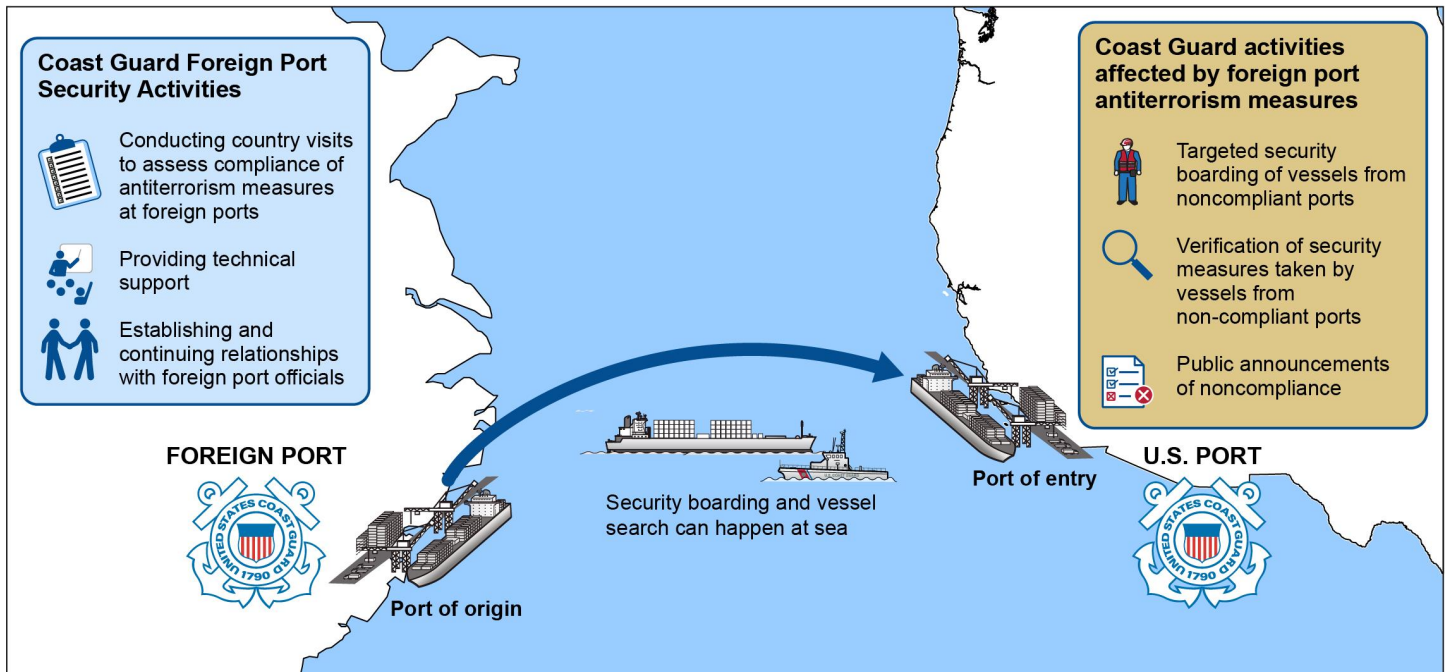 Coast Guard Foreign Port
Security Activities
Conducting country visits
to assess compliance of
antiterrorism measures
at foreign ports
Providing technical
support
Establishing and
continuing relationships
with foreign port officials
FOREIGN PORT
UNITED STATES COAST GUARD
1790
Port of origin
Security boarding and vessel
search can happen at sea
Coast Guard activities
affected by foreign port
antiterrorism measures
Targeted security
boarding of vessels from
noncompliant ports
Verification of security
measures taken by
vessels from
non-compliant ports
Public announcements
of noncompliance
Port of entry
U.S. PORT
UNITED STATES COAST GUARD
1790